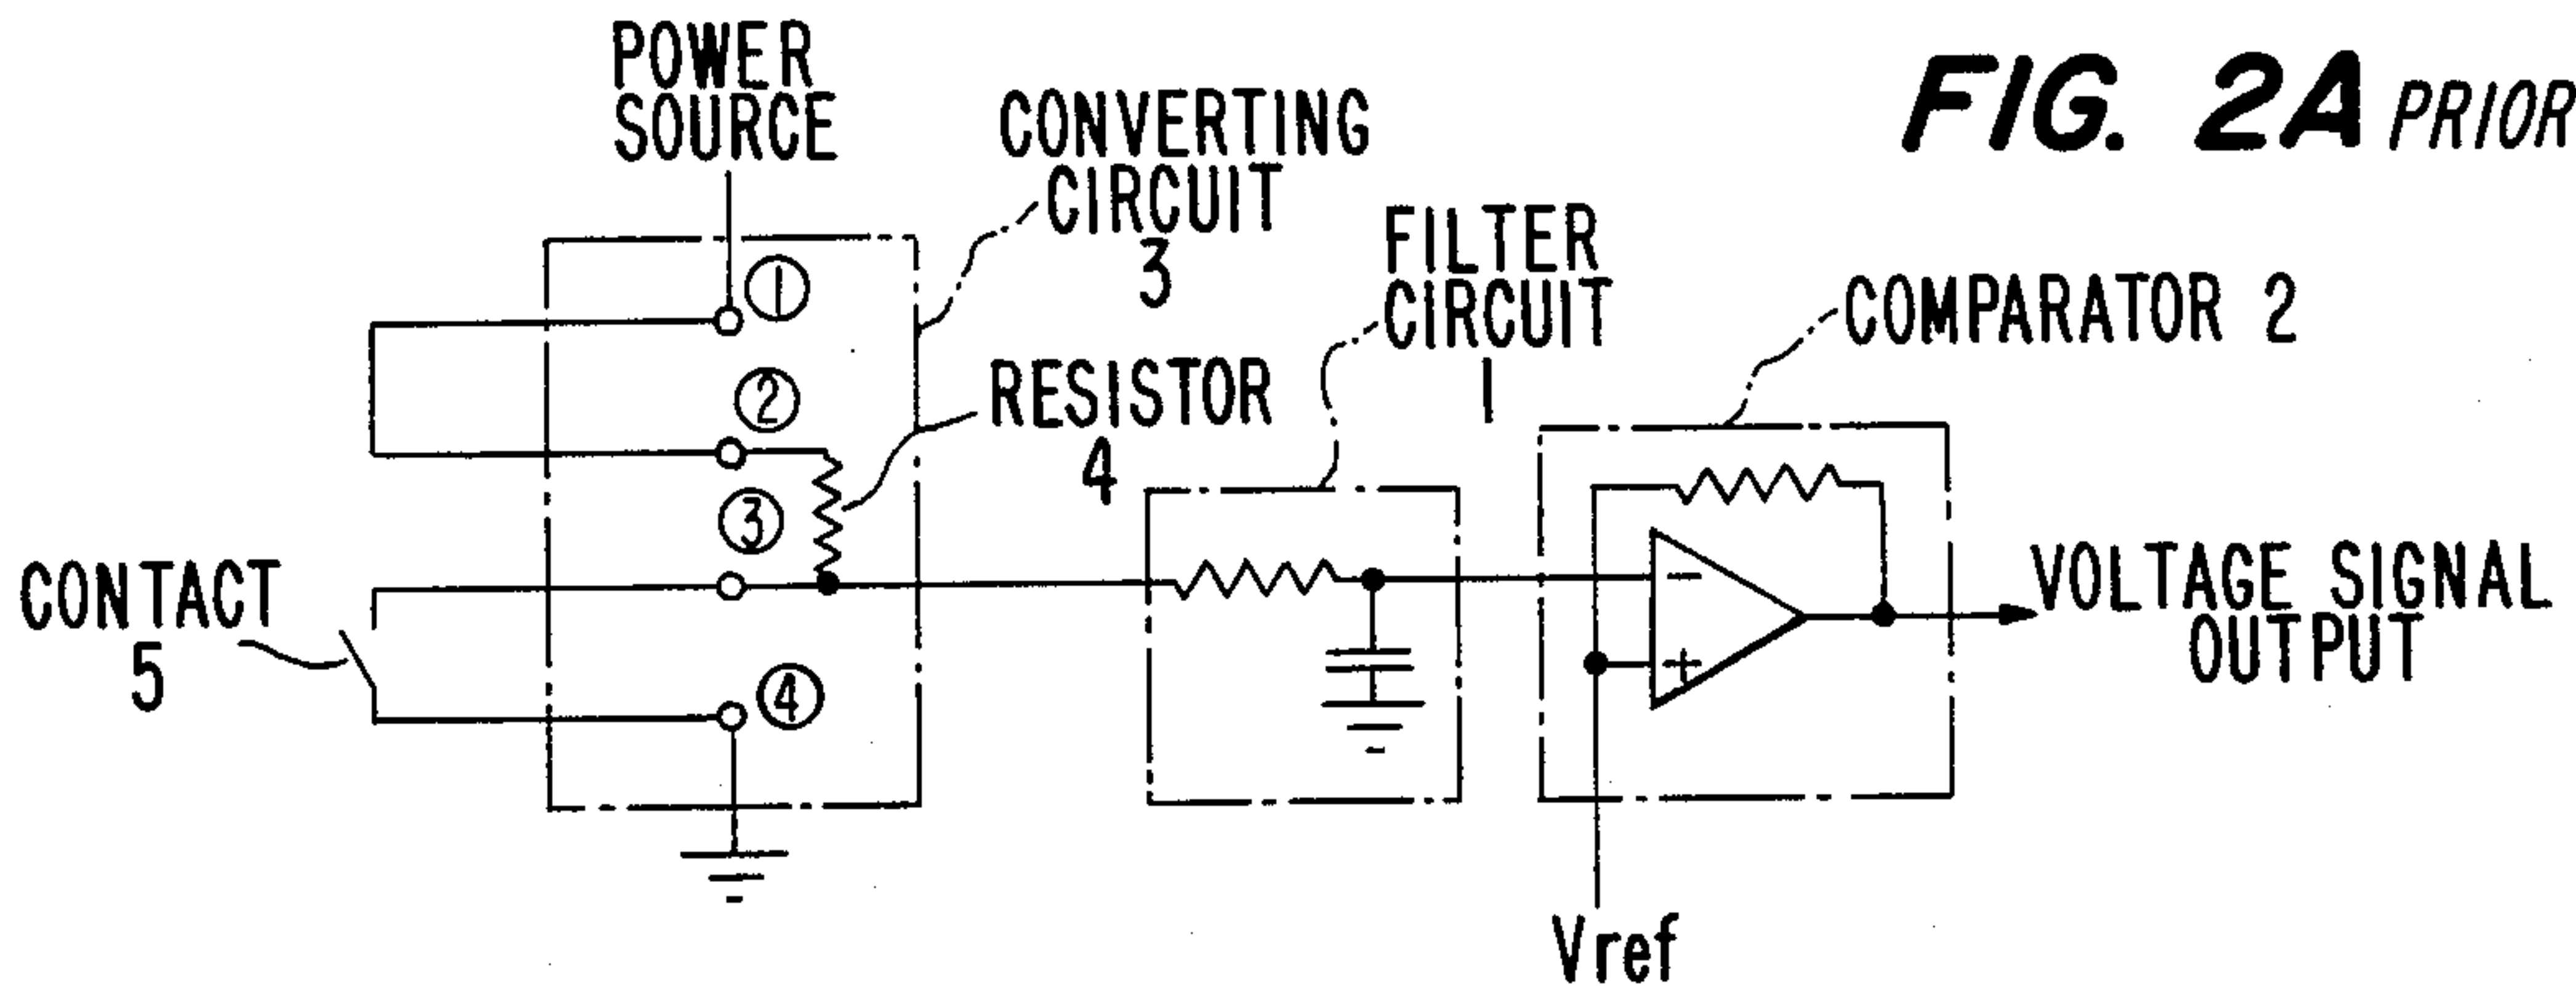 FIG. 2A PRIOR
POWER
SOURCE
CONVERTING
CIRCUIT
3
FILTER
CIRCUIT
1
COMPARATOR 2
RESISTOR
4
①
②
③
④
CONTACT
5
−
+
VOLTAGE SIGNAL
OUTPUT
Vref